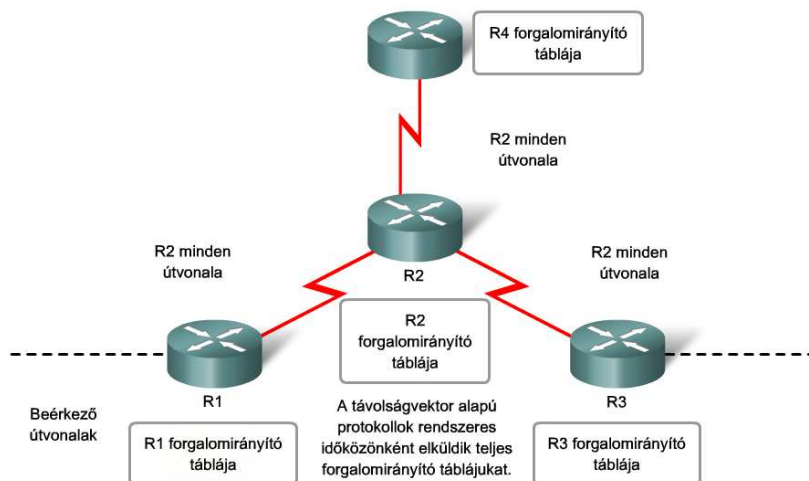 R4 forgalomirányító
táblája
R2 minden
útvonala
R2 minden
útvonala
R2
R2 minden
útvonala
R2
forgalomirányító
táblája
R1
R3
Beérkező
útvonalak
R1 forgalomirányító
táblája
A távolságvektor alapú
protokollok rendszeres
időközönként elküldik teljes
forgalomirányító táblájukat.
R3 forgalomirányító
táblája